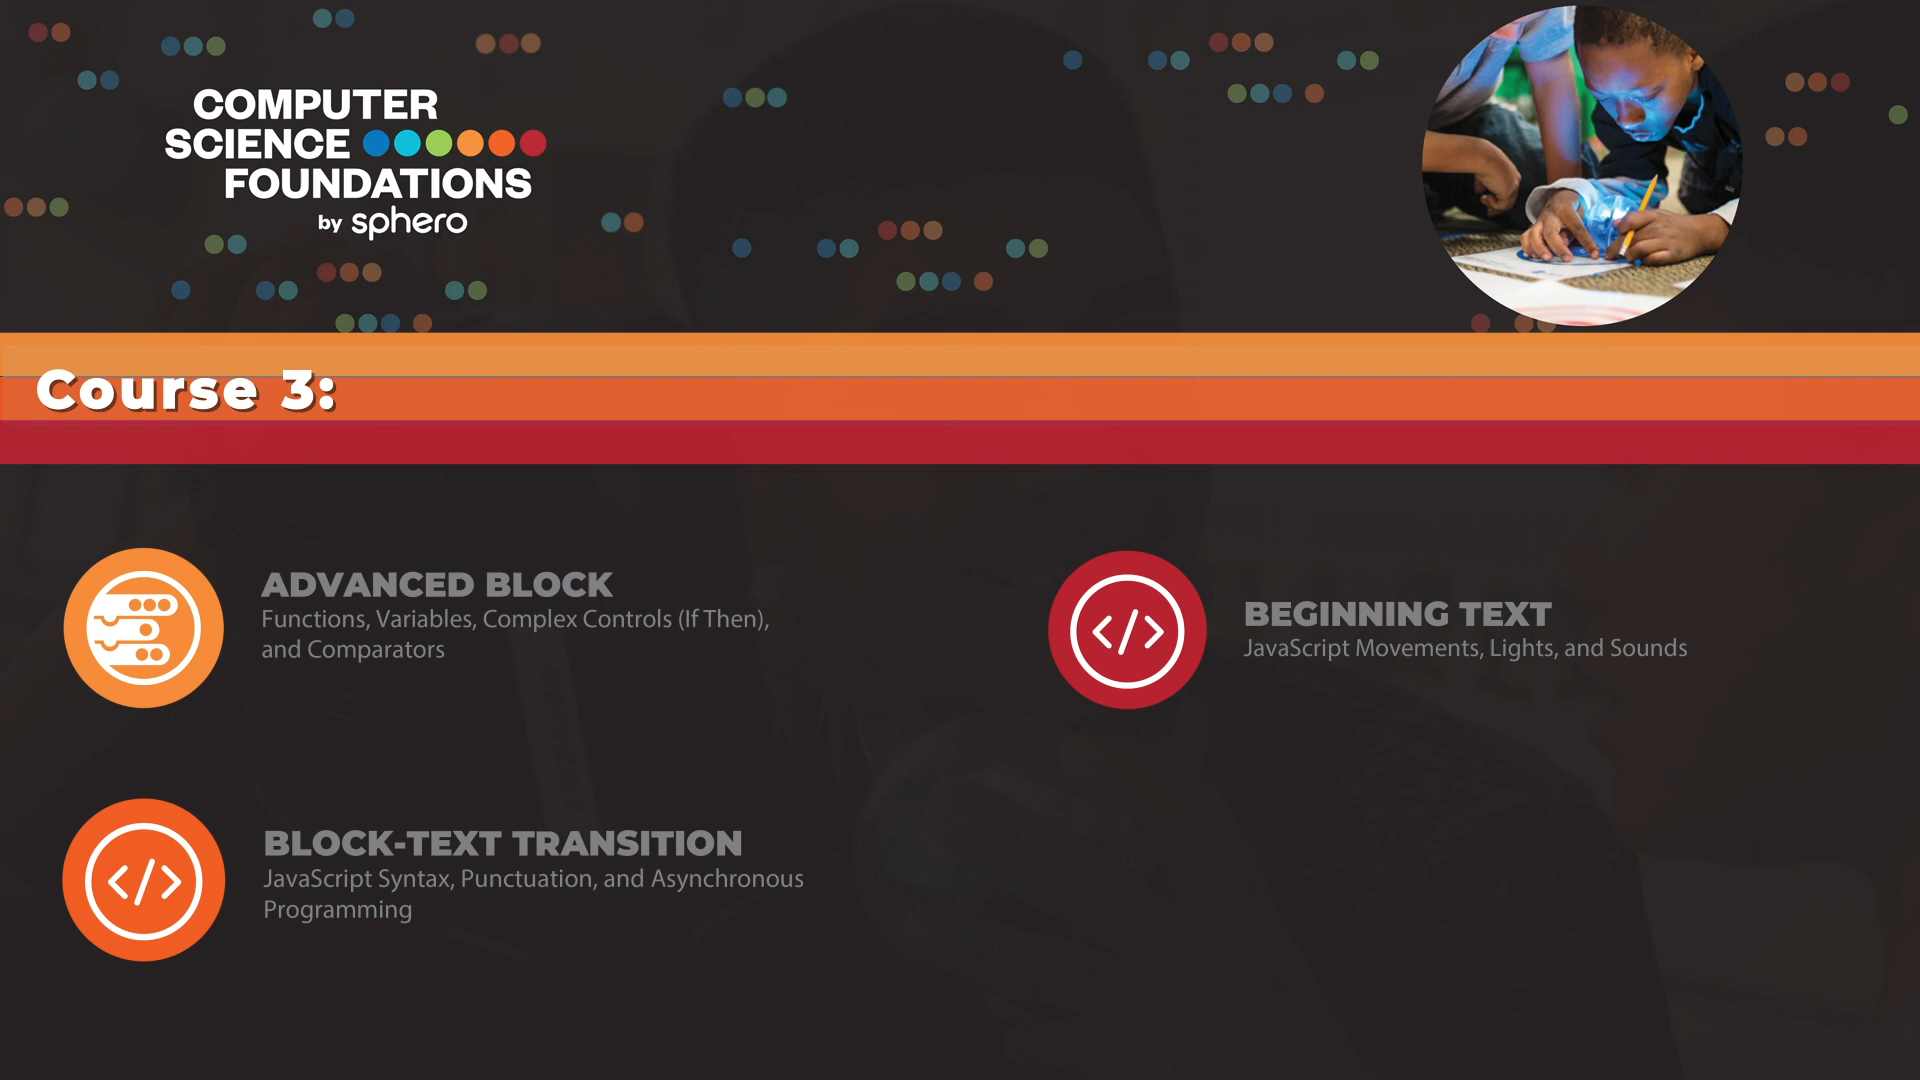 COMPUTER
SCIENCE
FOUNDATIONS
by sphero
Course 3:
ADVANCED BLOCK
Functions, Variables, Complex Controls (If Then),
and Comparators
BLOCK-TEXT TRANSITION
JavaScript Syntax, Punctuation, and Asynchronous
Programming
BEGINNING TEXT
JavaScript Movements, Lights, and Sounds